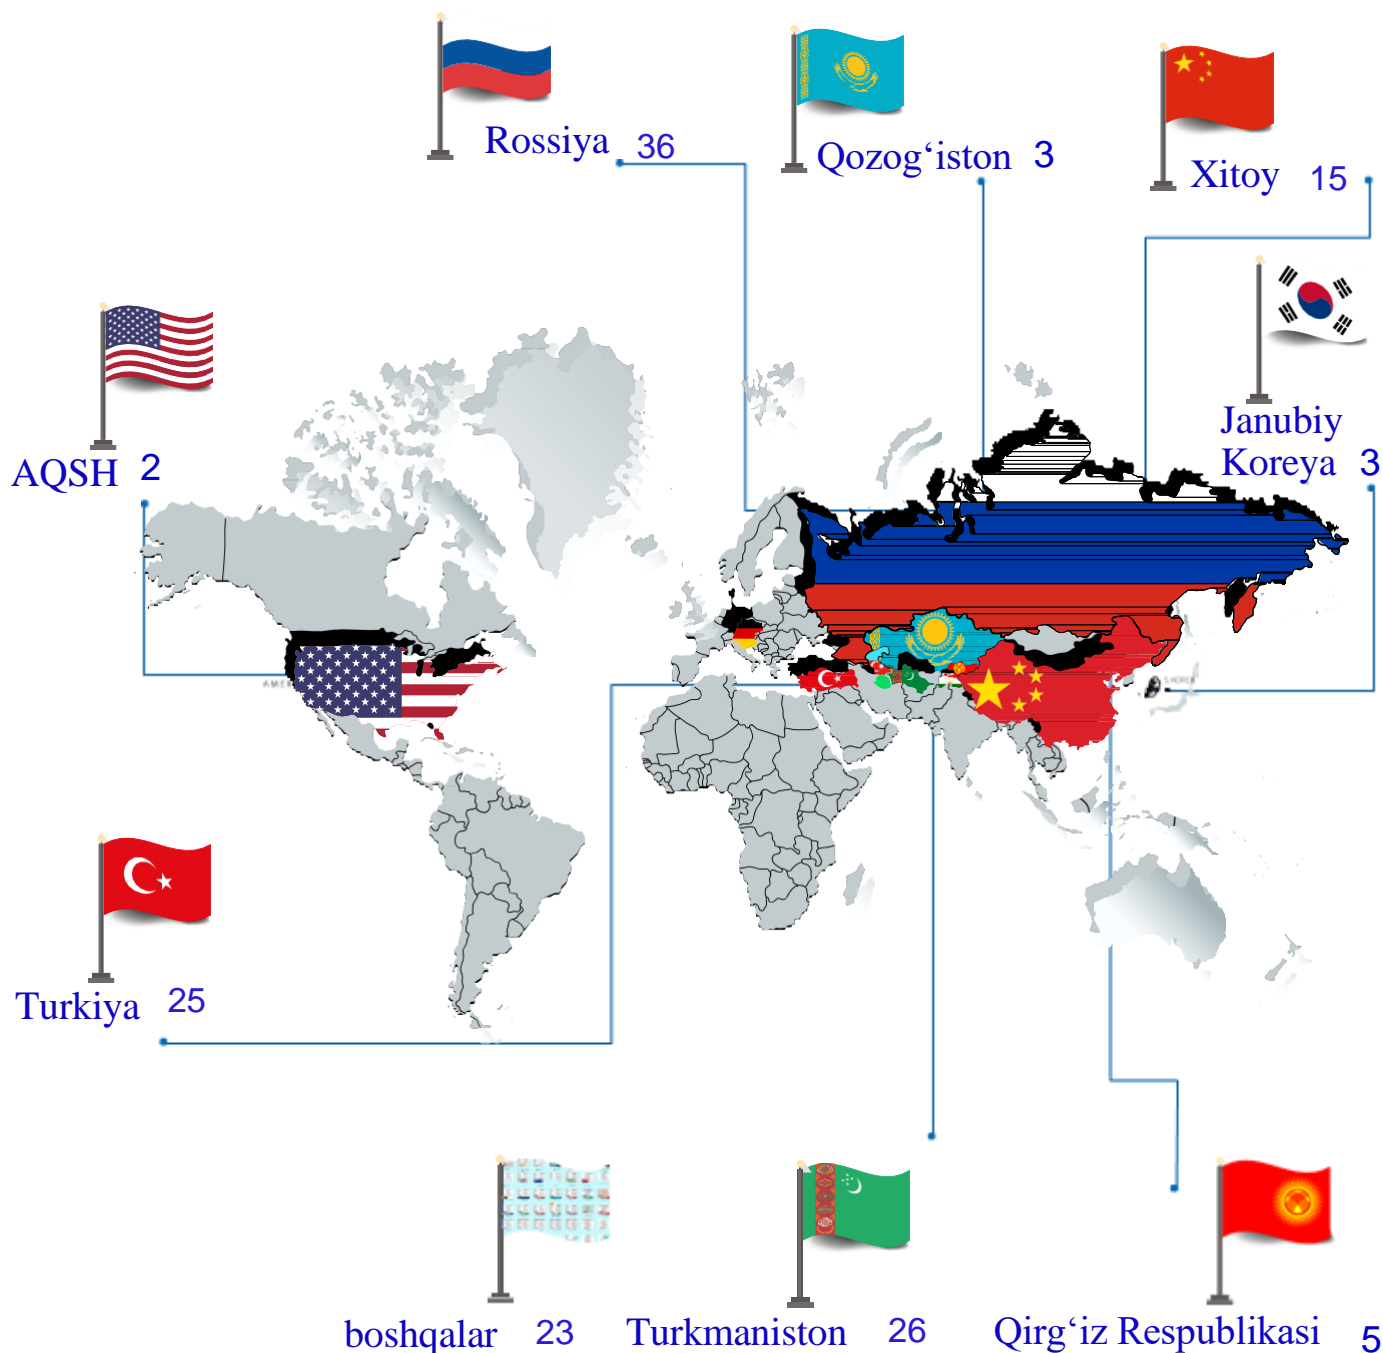 Rossiya 36
Qozog‘iston 3
Xitoy 15
AQSH 2
Janubiy
Koreya 3
Turkiya 25
boshqalar 23
Turkmaniston 26
Qirg‘iz Respublikasi 5